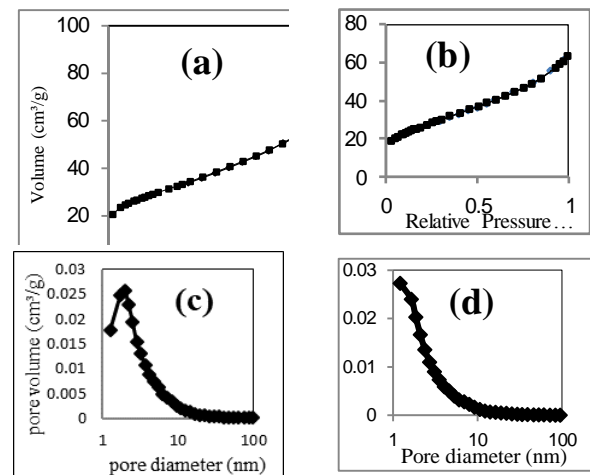 (a)
100
80
60
40
20
Volume (cm³/g)
(b)
80
60
40
20
0
0 0.5 1
Relative Pressure…
(c)
0.03
0.025
0.02
0.015
0.01
0.005
0
1 10 100
pore volume (cm³/g)
pore diameter (nm)
(d)
0.03
0.02
0.01
0
1 10 100
Pore diameter (nm)